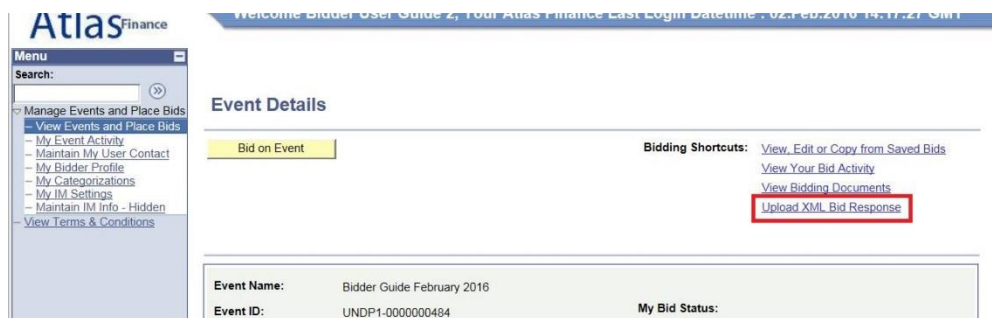 Atlas Finance
Welcome Bidder User Guide 2, Your Atlas Finance Last Login Datetime : 02.Feb.2016 14:17:27 GMT
Menu
Search:
Manage Events and Place Bids
– View Events and Place Bids
– My Event Activity
– Maintain My User Contact
– My Bidder Profile
– My Categorizations
– My IM Settings
– Maintain IM Info - Hidden
– View Terms & Conditions
Event Details
Bid on Event
Bidding Shortcuts: View, Edit or Copy from Saved Bids
View Your Bid Activity
View Bidding Documents
Upload XML Bid Response
Event Name: Bidder Guide February 2016
Event ID: UNDP1-0000000484 My Bid Status: